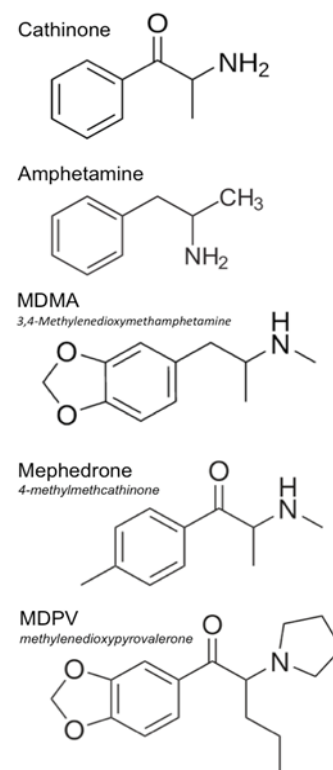 Cathinone
O
NH2
Amphetamine
CH3
NH2
MDMA
3,4-Methylenedioxymethamphetamine
H
O
N
O
Mephedrone
4-methylmethcathinone
O
H
N
MDPV
methylenedioxypyrovalerone
O
N
O
O